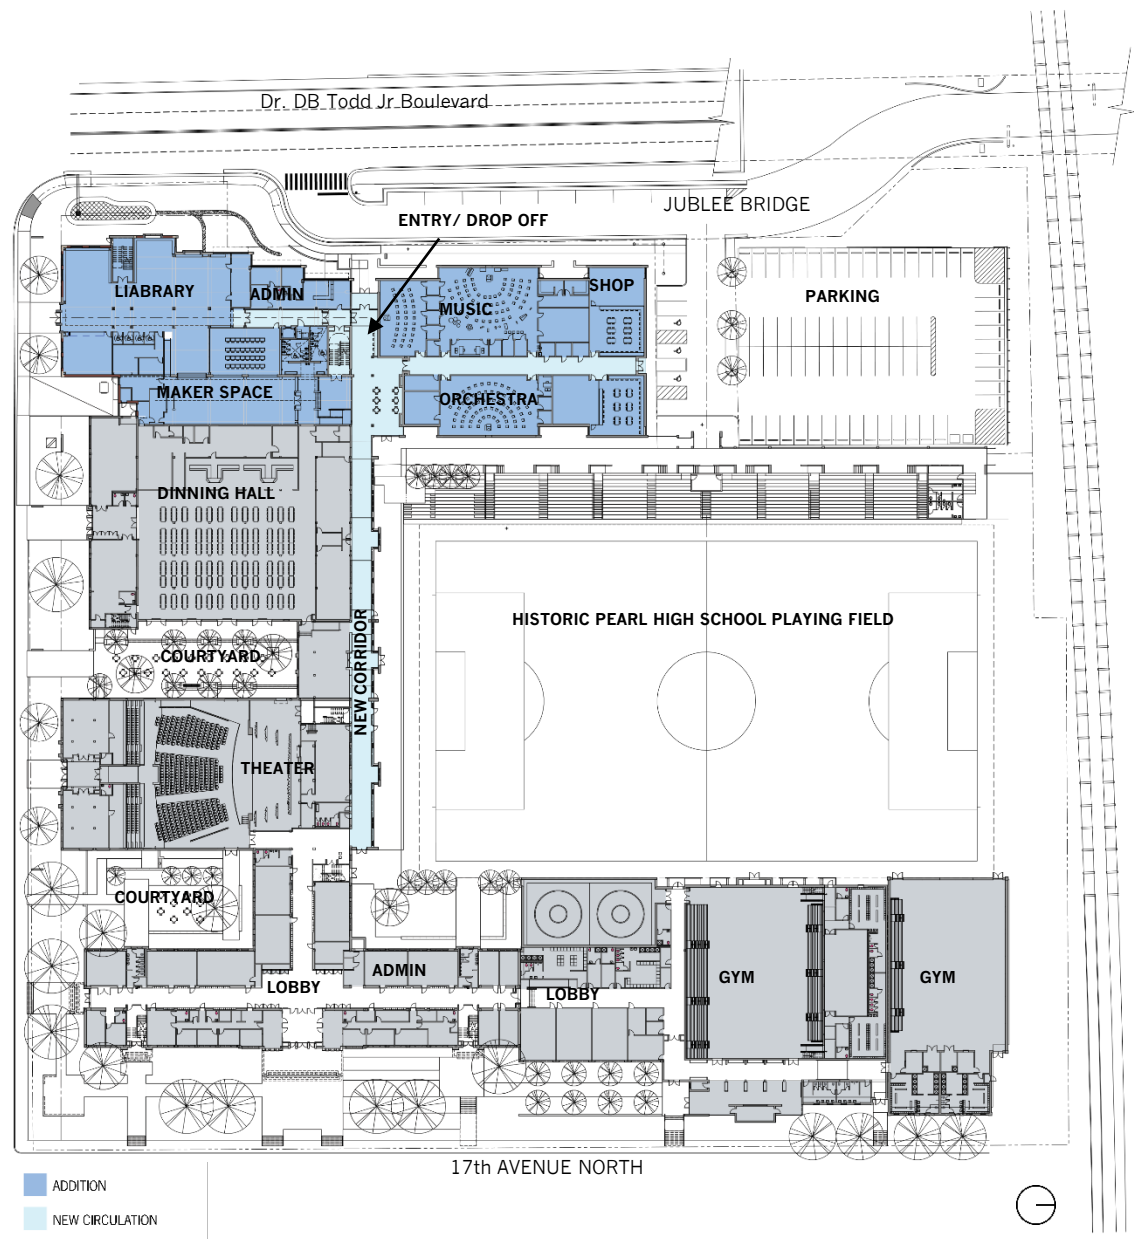 Dr. DB Todd Jr Boulevard
JUBLEE BRIDGE
ENTRY/ DROP OFF
LIABRARY
ADMIN
MUSIC
SHOP
PARKING
MAKER SPACE
ORCHESTRA
DINNING HALL
HISTORIC PEARL HIGH SCHOOL PLAYING FIELD
COURTYARD
NEW CORRIDOR
THEATER
COURTYARD
ADMIN
LOBBY
LOBBY
GYM
GYM
17th AVENUE NORTH
ADDITION
NEW CIRCULATION